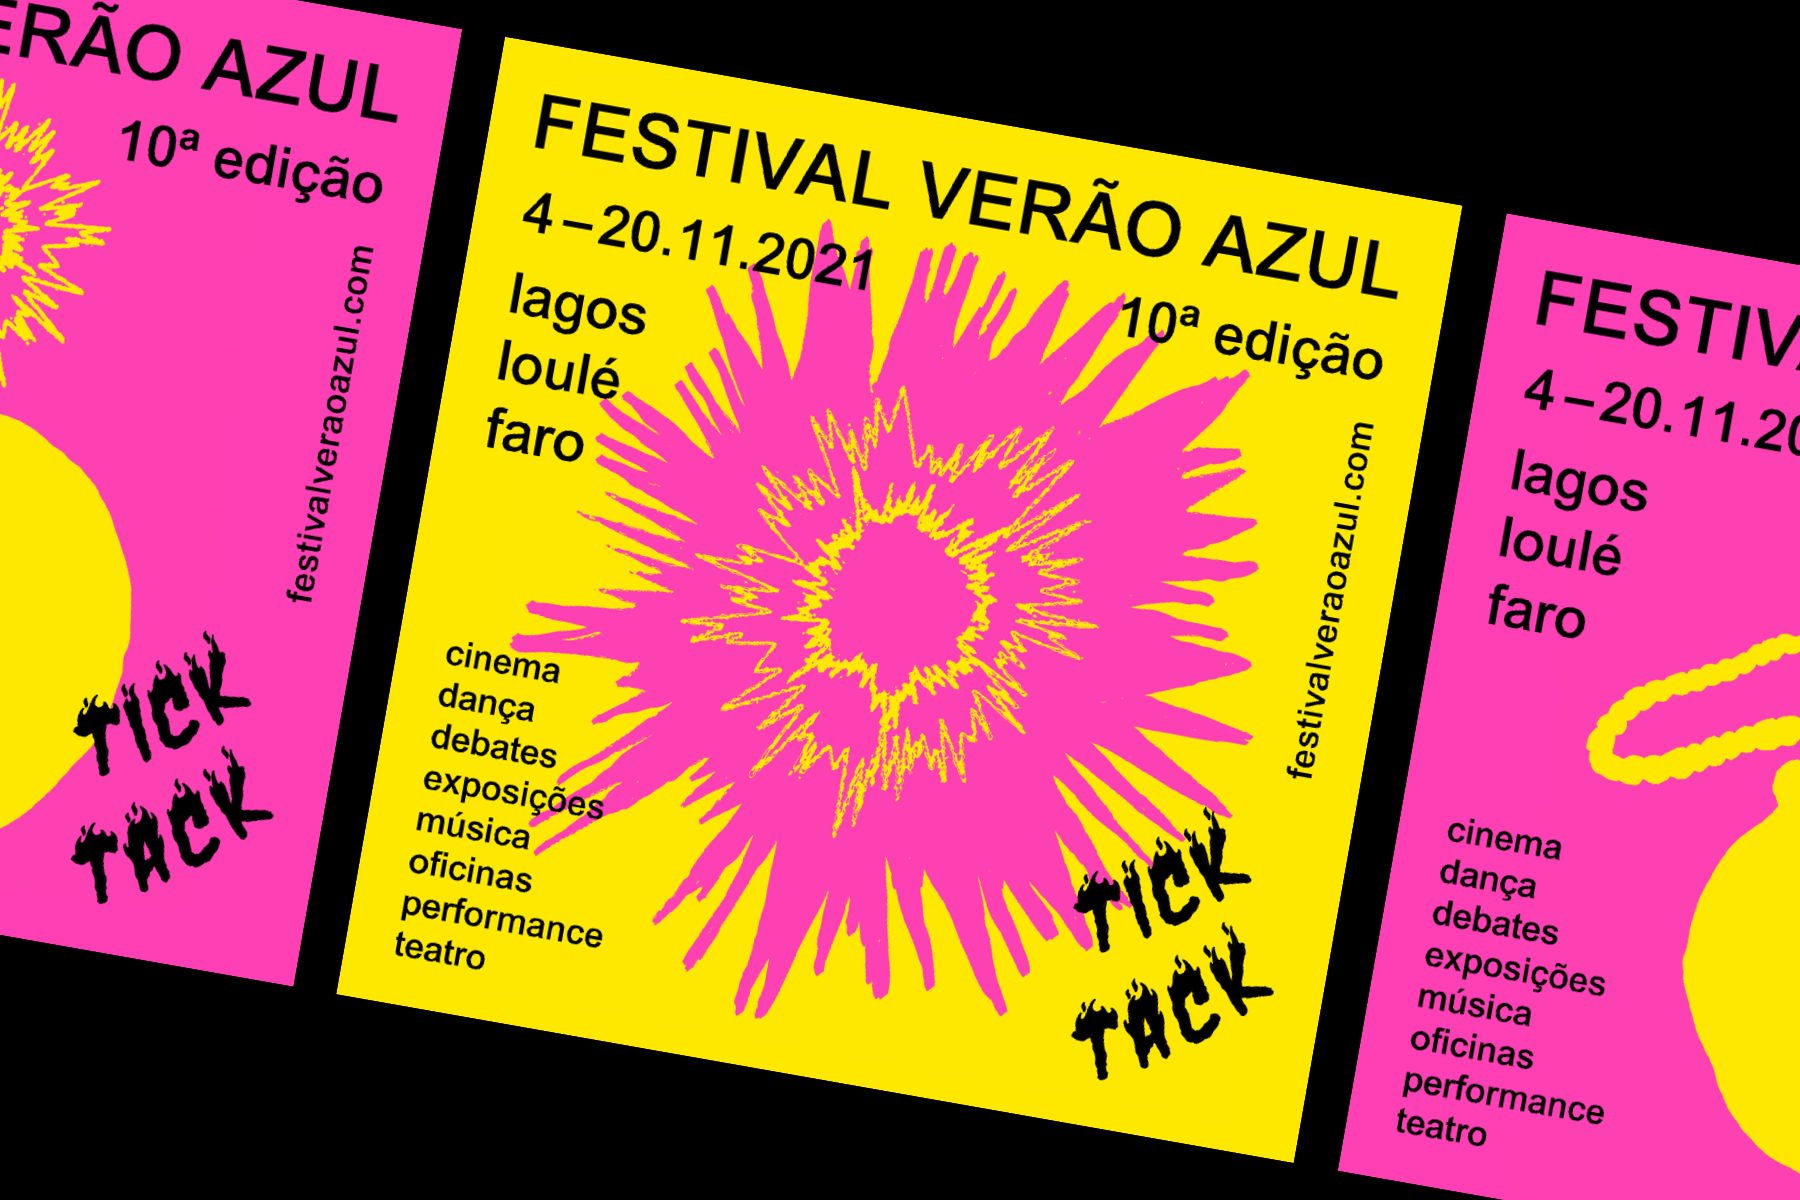 ERÃO AZUL
10ª edição
festivalveraoazul.com
TICK
TACK
FESTIVAL VERÃO AZUL
4–20.11.2021
10ª edição
lagos
loulé
faro
festivalveraoazul.com
cinema
dança
debates
exposições
música
oficinas
performance
teatro
TICK
TACK
FESTIV
4–20.11.20
lagos
loulé
faro
cinema
dança
debates
exposições
música
oficinas
performance
teatro